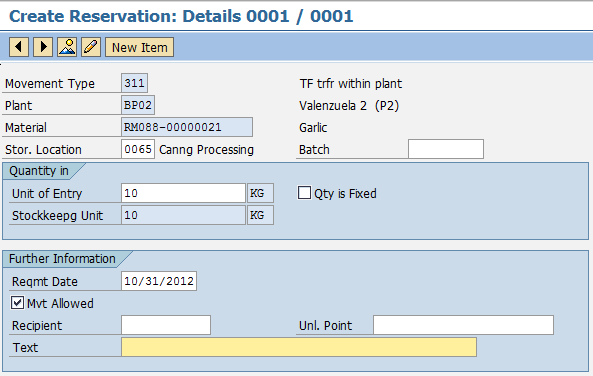 Create Reservation: Details 0001 / 0001
New Item
Movement Type 311 TF trfr within plant
Plant BP02 Valenzuela 2 (P2)
Material RM088-00000021 Garlic
Stor. Location 0065 Canng Processing Batch
Quantity in
Unit of Entry 10 KG Qty is Fixed
Stockkeepg Unit 10 KG
Further Information
Reqmt Date 10/31/2012
Mvt Allowed
Recipient Unl. Point
Text